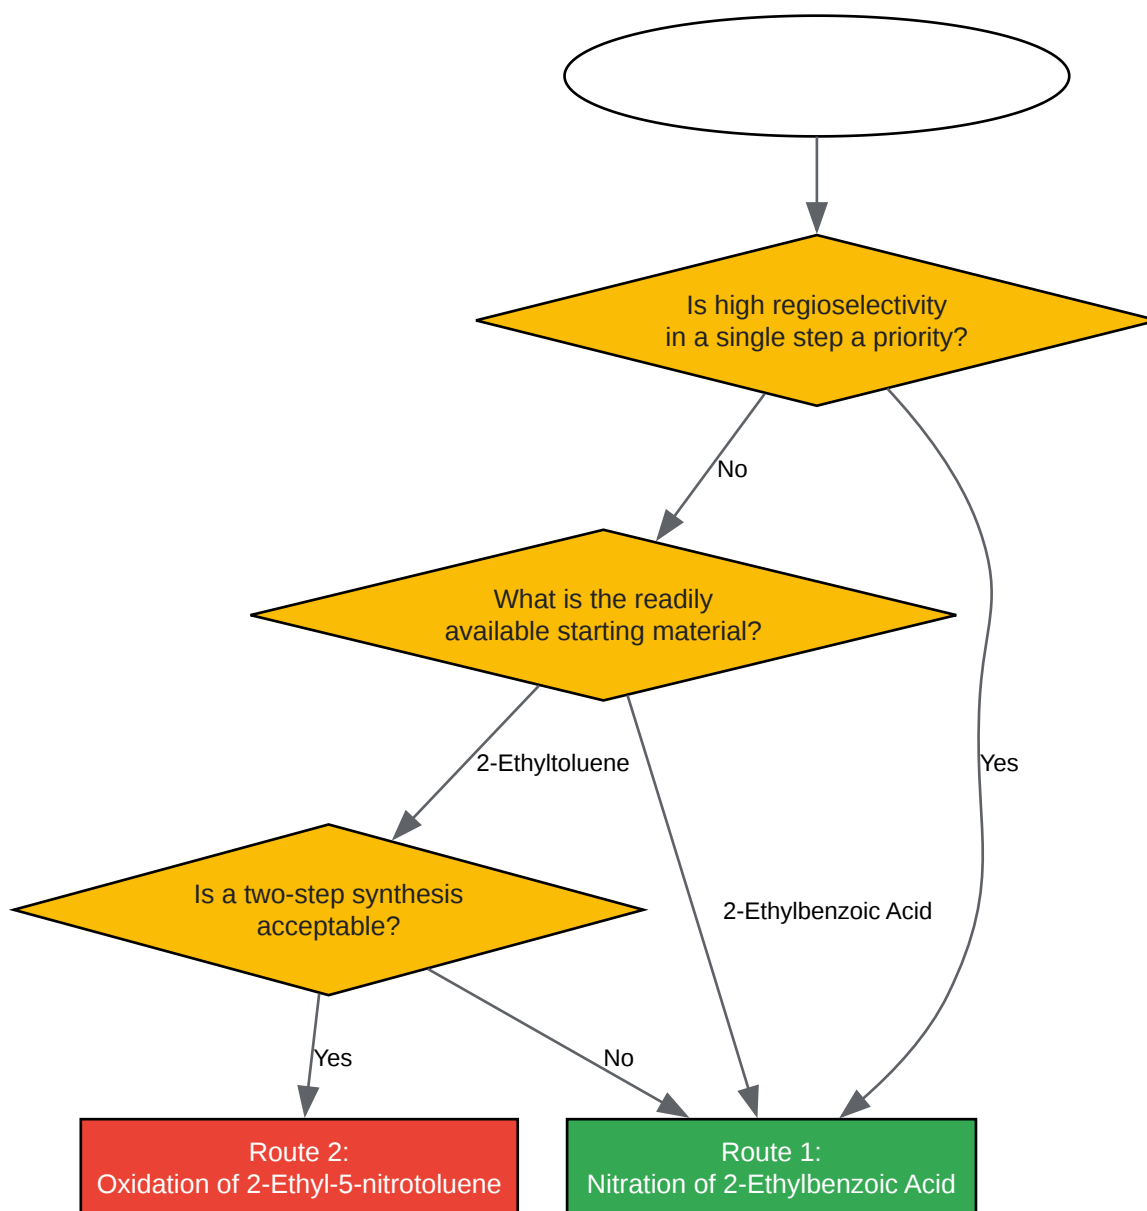 Is high regioselectivity
in a single step a priority?
No
What is the readily
available starting material?
2-Ethyltoluene
Yes
Is a two-step synthesis
acceptable?
2-Ethylbenzoic Acid
Yes
No
Route 2:
Oxidation of 2-Ethyl-5-nitrotoluene
Route 1:
Nitration of 2-Ethylbenzoic Acid